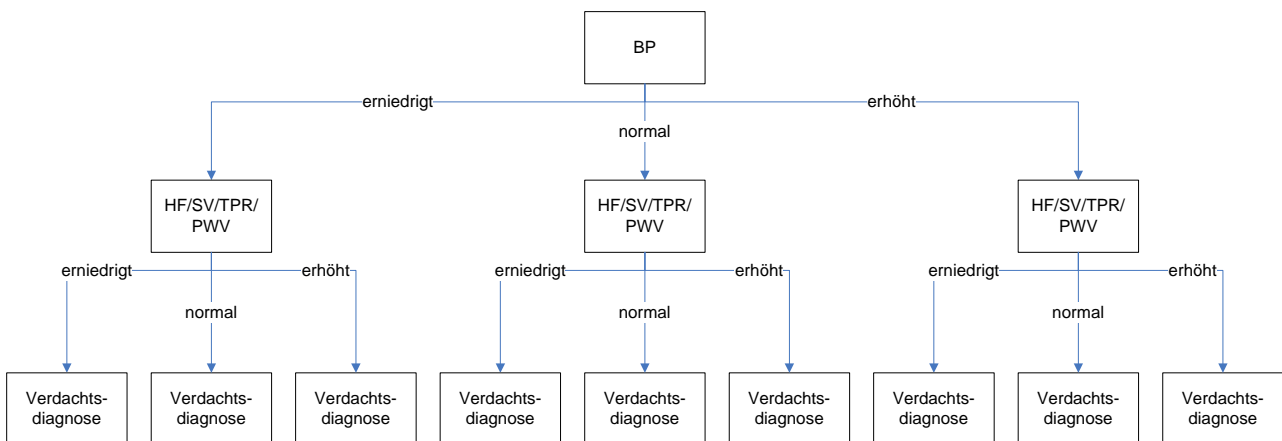 BP
erniedrigt
erhöht
normal
HF/SV/TPR/
PWV
HF/SV/TPR/
PWV
HF/SV/TPR/
PWV
erniedrigt
erhöht
erniedrigt
erhöht
erniedrigt
erhöht
normal
normal
normal
Verdachts-
diagnose
Verdachts-
diagnose
Verdachts-
diagnose
Verdachts-
diagnose
Verdachts-
diagnose
Verdachts-
diagnose
Verdachts-
diagnose
Verdachts-
diagnose
Verdachts-
diagnose